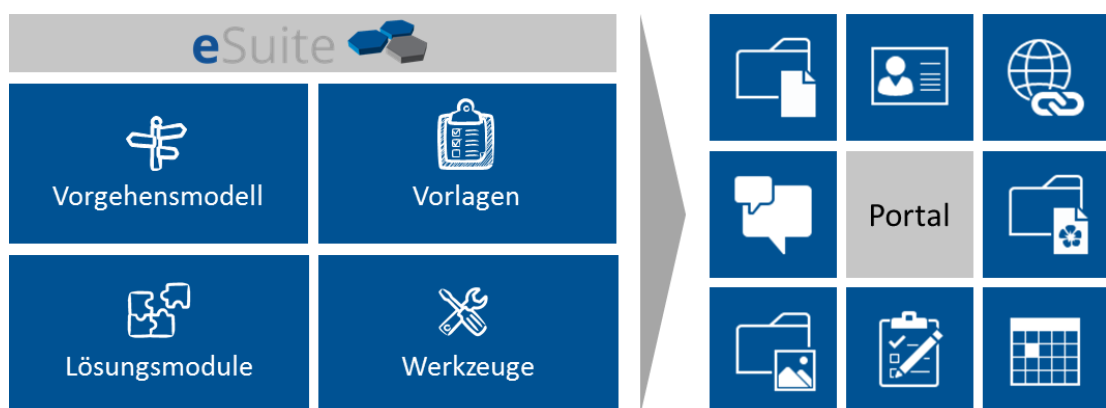 eSuite
Vorgehensmodell
Vorlagen
Portal
Lösungsmodule
Werkzeuge